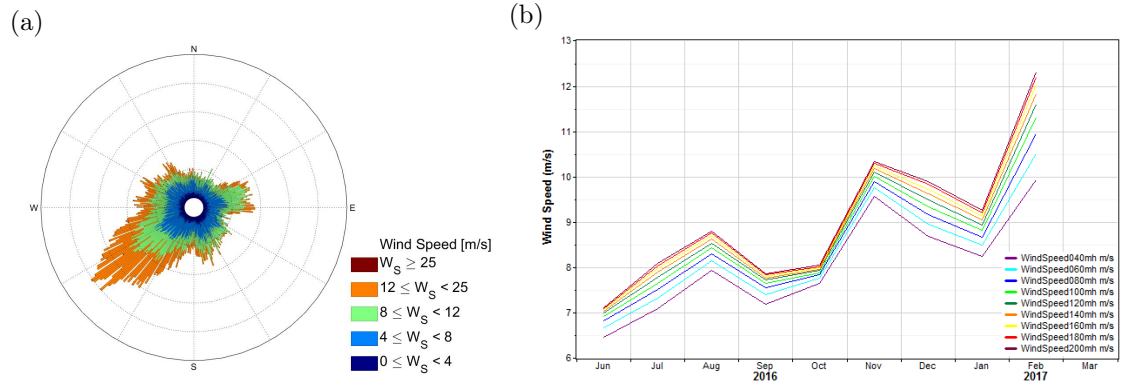 (a)
N
W
E
S
Wind Speed [m/s]
W_S ≥ 25
12 ≤ W_S < 25
8 ≤ W_S < 12
4 ≤ W_S < 8
0 ≤ W_S < 4
(b)
Wind Speed (m/s)
13
12
11
10
9
8
7
6
WindSpeed040mh m/s
WindSpeed060mh m/s
WindSpeed080mh m/s
WindSpeed100mh m/s
WindSpeed120mh m/s
WindSpeed140mh m/s
WindSpeed160mh m/s
WindSpeed180mh m/s
WindSpeed200mh m/s
Jun Jul Aug Sep Oct Nov Dec Jan Feb Mar
2016 2017